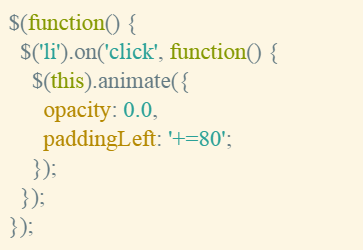 $(function() {
  $('li').on('click', function() {
    $(this).animate({
      opacity: 0.0,
      paddingLeft: '+=80';
    });
  });
});